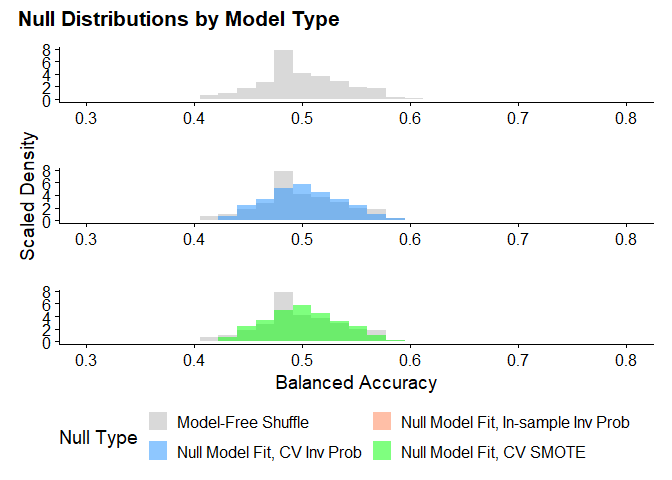 Null Distributions by Model Type
8
6
4
2
0
0.3 0.4 0.5 0.6 0.7 0.8
Scaled Density
8
6
4
2
0
0.3 0.4 0.5 0.6 0.7 0.8
8
6
4
2
0
0.3 0.4 0.5 0.6 0.7 0.8
Balanced Accuracy
Null Type
Model-Free Shuffle
Null Model Fit, In-sample Inv Prob
Null Model Fit, CV Inv Prob
Null Model Fit, CV SMOTE